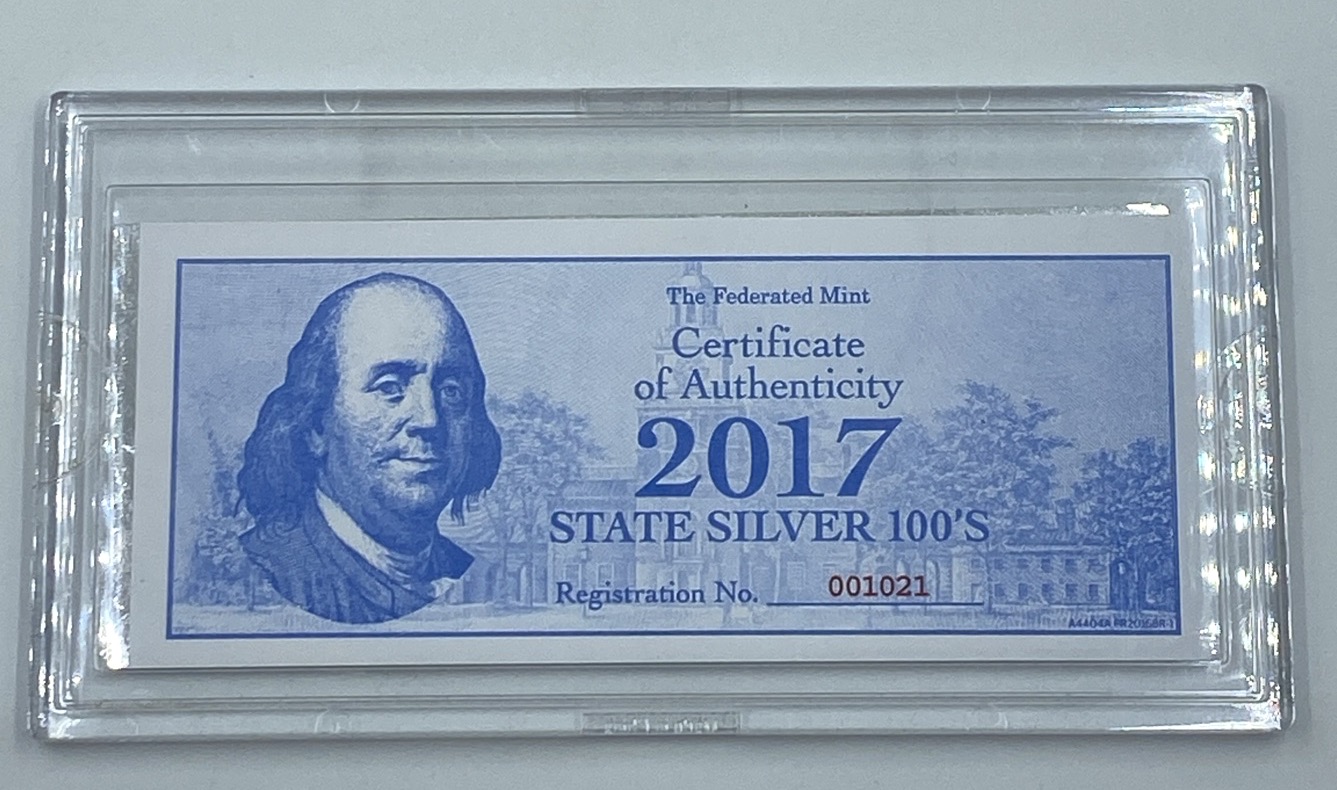 The Federated Mint
Certificate
of Authenticity
2017
STATE SILVER 100'S
Registration No. 001021